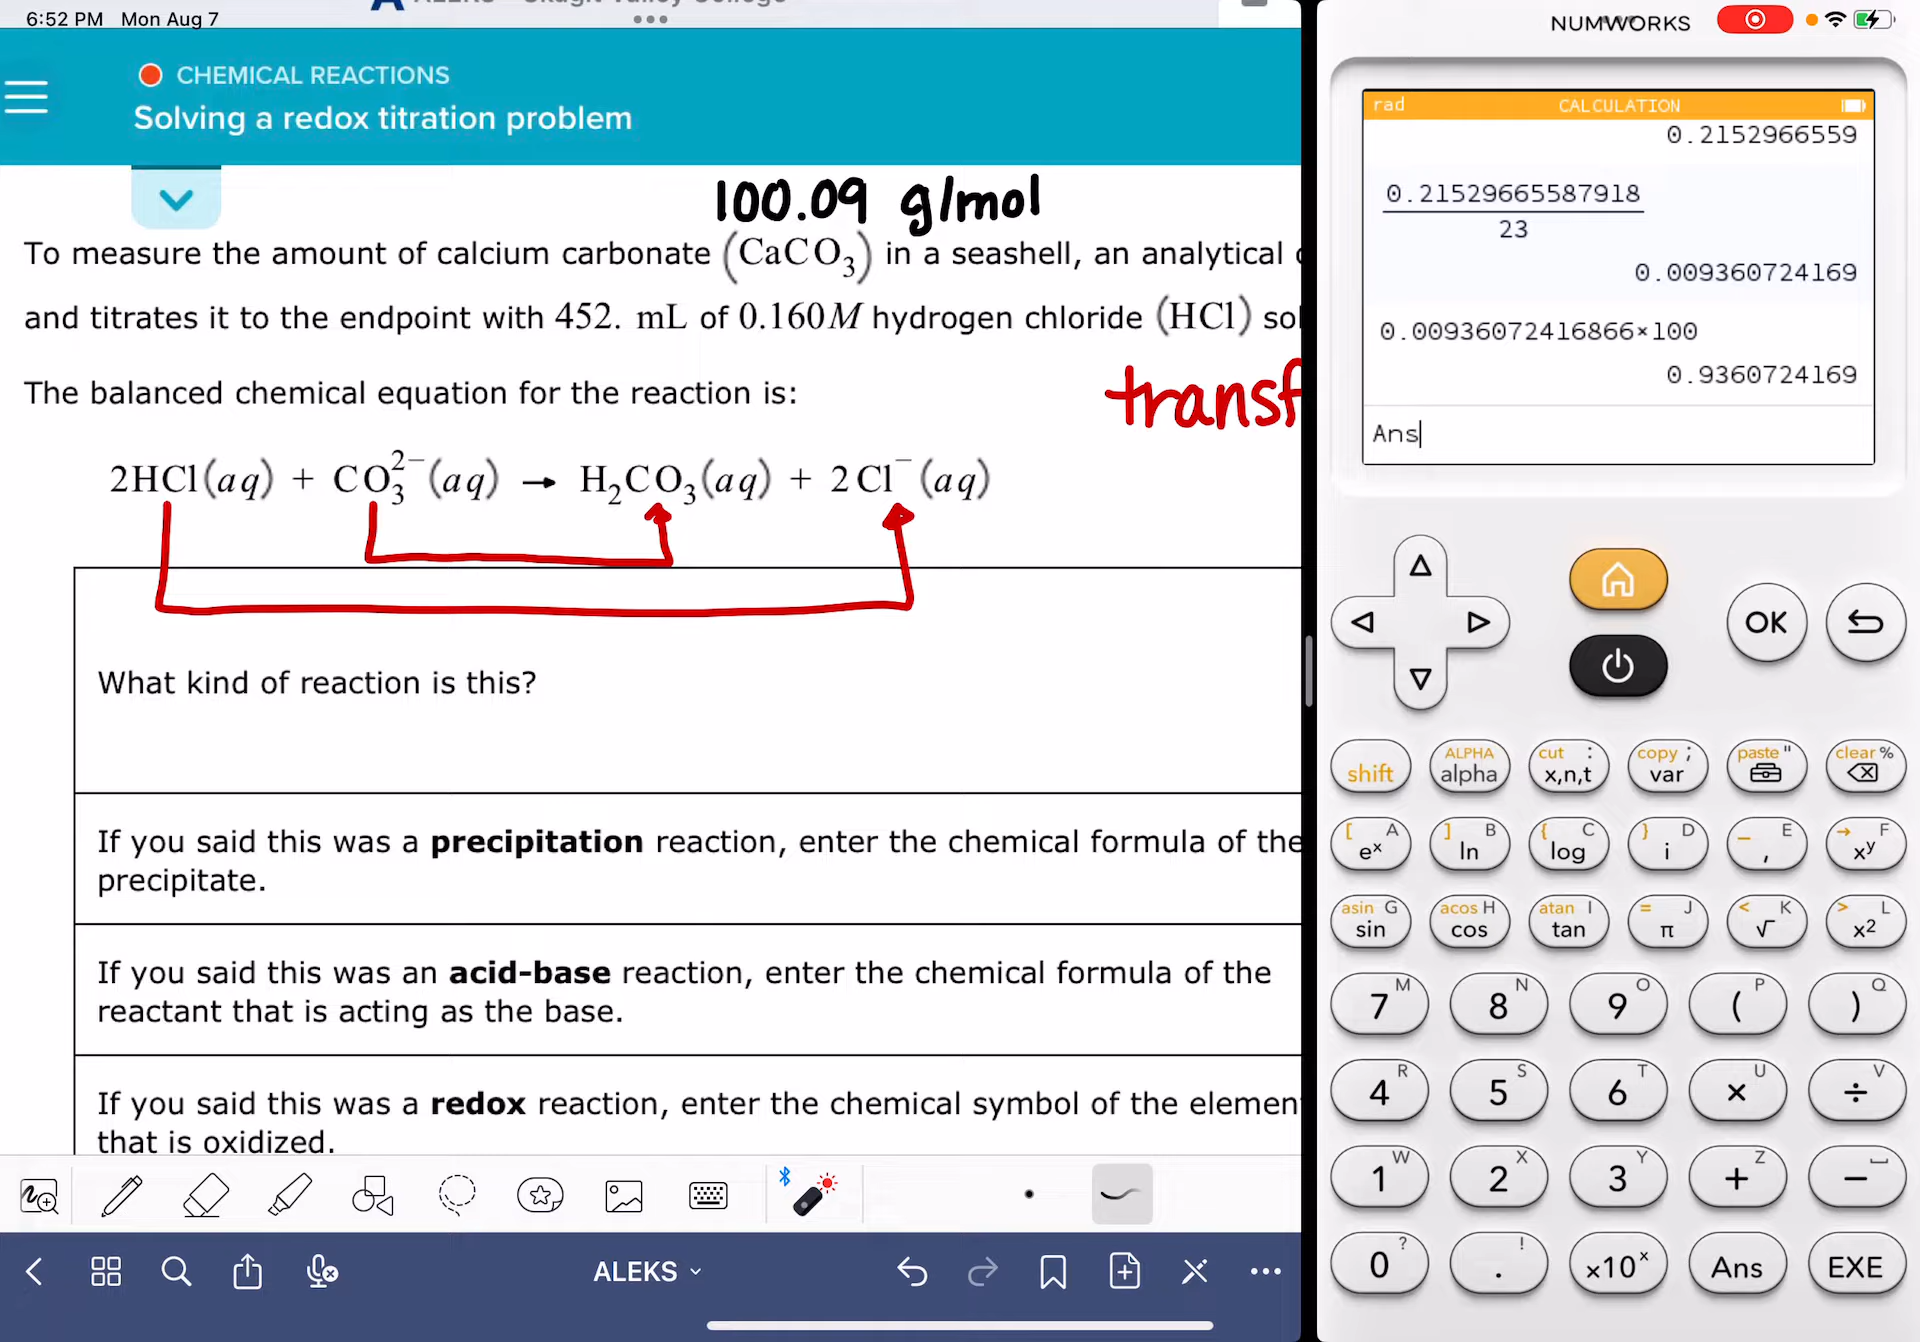 6:52 PM Mon Aug 7
CHEMICAL REACTIONS
Solving a redox titration problem
100.09 g/mol
To measure the amount of calcium carbonate (CaCO₃) in a seashell, an analytical
and titrates it to the endpoint with 452. mL of 0.160M hydrogen chloride (HCl)
The balanced chemical equation for the reaction is:
2HCl(aq) + CO₃²⁻(aq) → H₂CO₃(aq) + 2Cl⁻(aq)
What kind of reaction is this?
If you said this was a precipitation reaction, enter the chemical formula of the
precipitate.
If you said this was an acid-base reaction, enter the chemical formula of the
reactant that is acting as the base.
If you said this was a redox reaction, enter the chemical symbol of the
that is oxidized.
ALEKS
NUMWORKS
rad CALCULATION
0.2152966559
0.21529665587918
23
0.009360724169
0.00936072416866×100
0.9360724169
Ans
OK
shift ALPHA alpha cut : x,n,t copy ; var paste " clear %
[ A eˣ ] B ln { C log } D i _ E , → F xʸ
asin G sin acos H cos atan I tan = J π < K √ > L x²
7 M 8 N 9 O ( P ) Q
4 R 5 S 6 T × U ÷ V
1 W 2 X 3 Y + Z −
0 ? . ! ×10ˣ Ans EXE